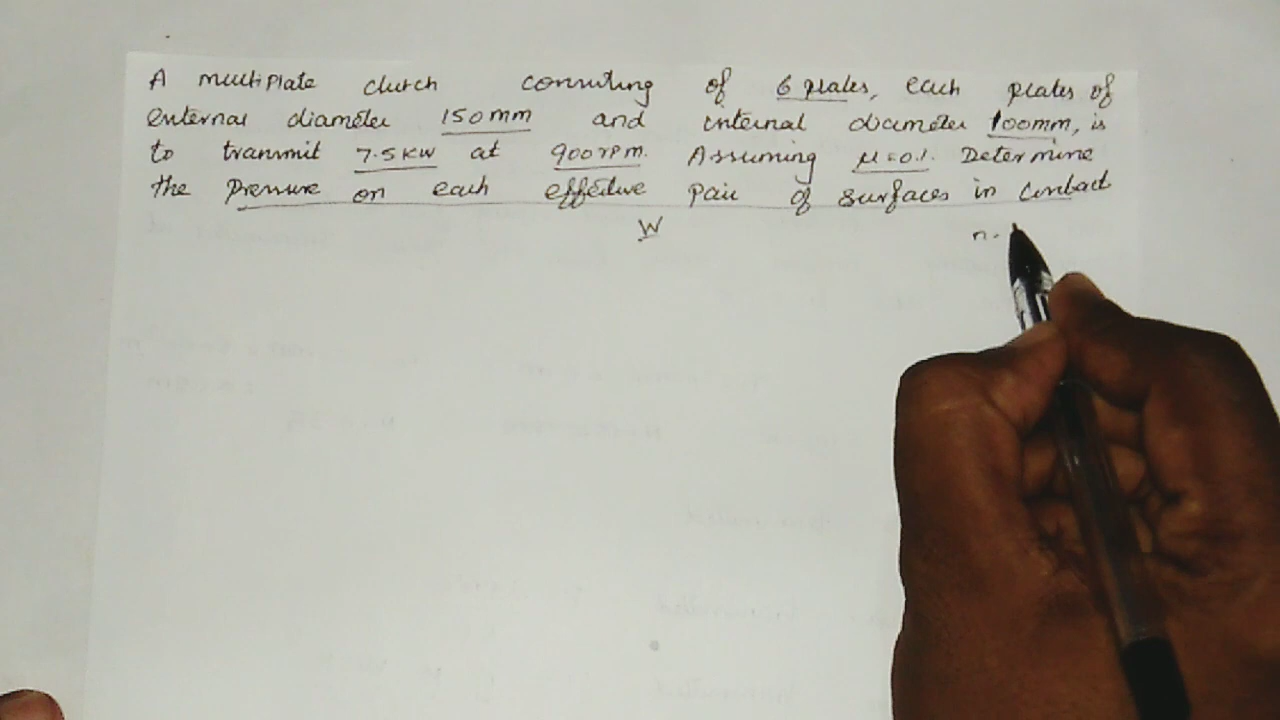 A multiplate clutch consisting of 6 plates, each plates of
external diameter 150mm and internal diameter 100mm, is
to transmit 7.5KW at 900rpm. Assuming μ=0.1. Determine
the Pressure on each effective pair of surfaces in Contact
W n.